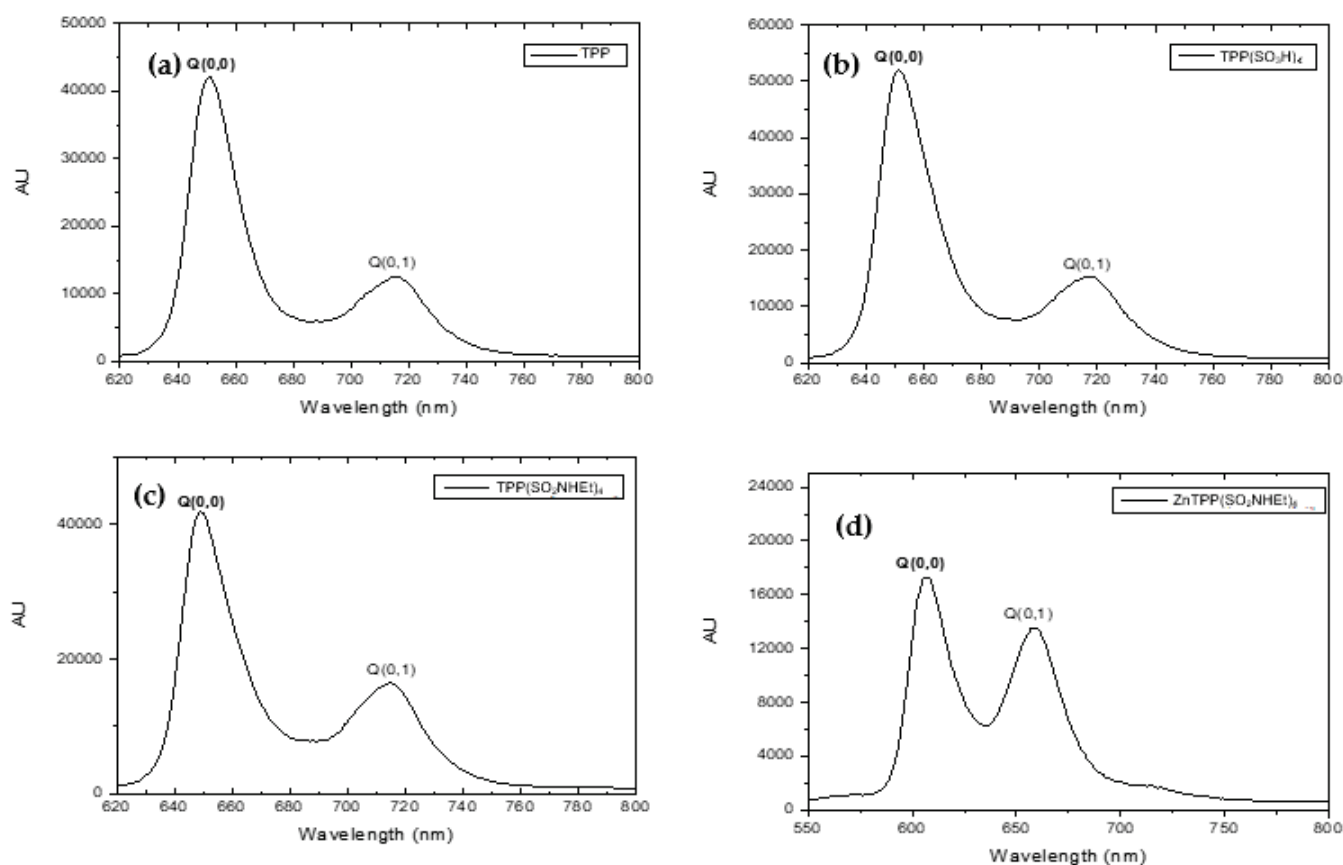 (a)
Q(0,0)
TPP
Q(0,1)
AU
50000
40000
30000
20000
10000
0
620 640 660 680 700 720 740 760 780 800
Wavelength (nm)
(b)
Q(0,0)
TPP(SO₃H)₄
Q(0,1)
AU
60000
50000
40000
30000
20000
10000
0
620 640 660 680 700 720 740 760 780 800
Wavelength (nm)
(c)
Q(0,0)
TPP(SO₂NHEt)₄
Q(0,1)
AU
40000
20000
0
620 640 660 680 700 720 740 760 780 800
Wavelength (nm)
(d)
Q(0,0)
Q(0,1)
AU
24000
20000
16000
12000
8000
4000
0
550 600 650 700 750 800
Wavelength (nm)